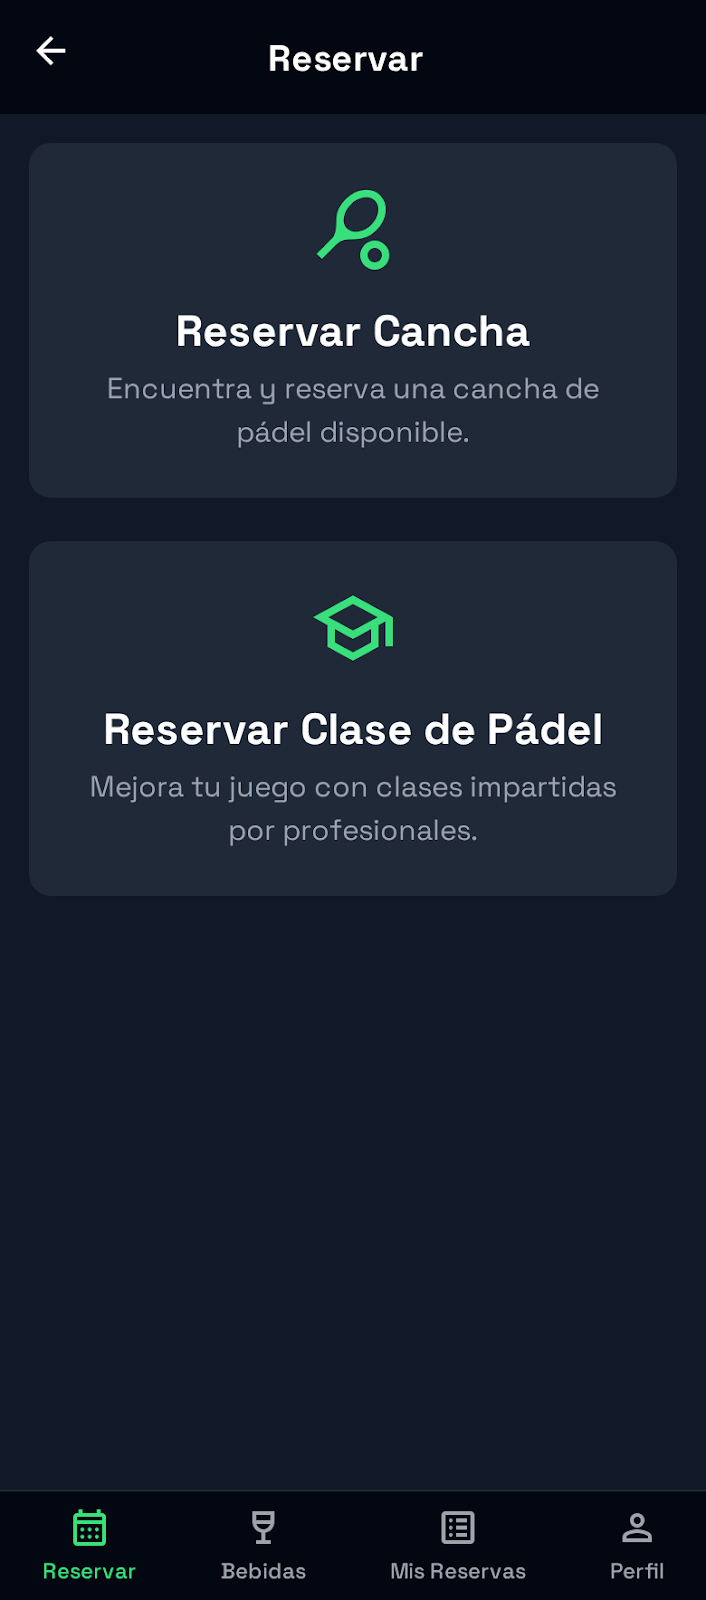 Reservar
Reservar Cancha
Encuentra y reserva una cancha de
pádel disponible.
Reservar Clase de Pádel
Mejora tu juego con clases impartidas
por profesionales.
Reservar
Bebidas
Mis Reservas
Perfil